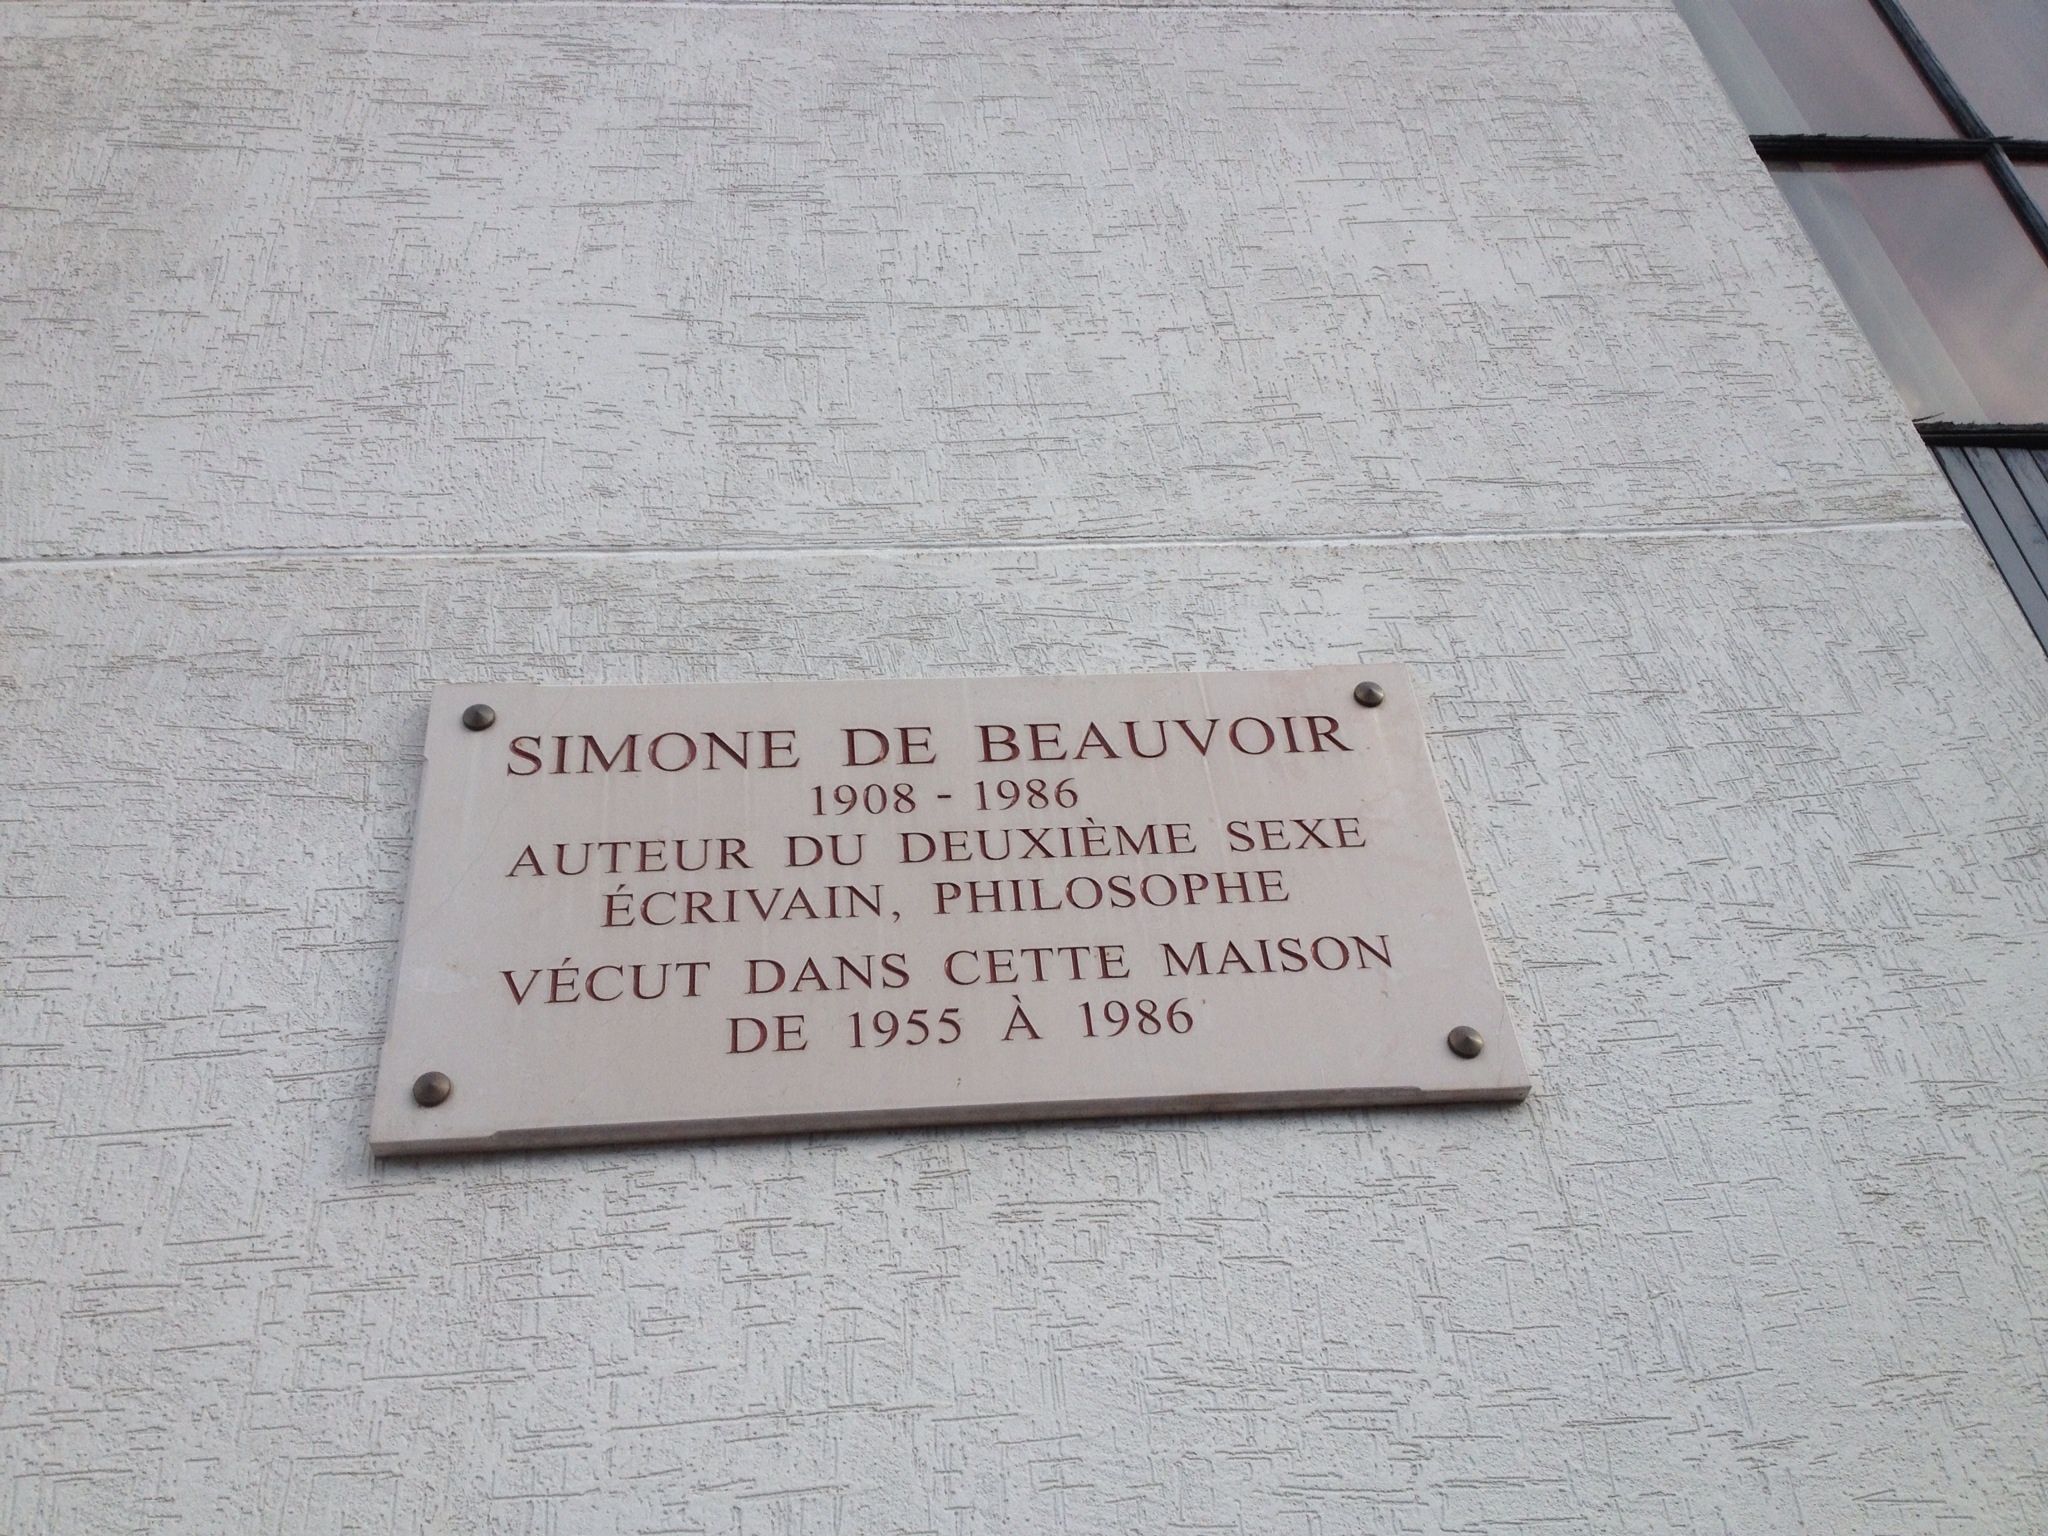 SIMONE DE BEAUVOIR
1908 - 1986
AUTEUR DU DEUXIÈME SEXE
ÉCRIVAIN, PHILOSOPHE
VÉCUT DANS CETTE MAISON
DE 1955 À 1986